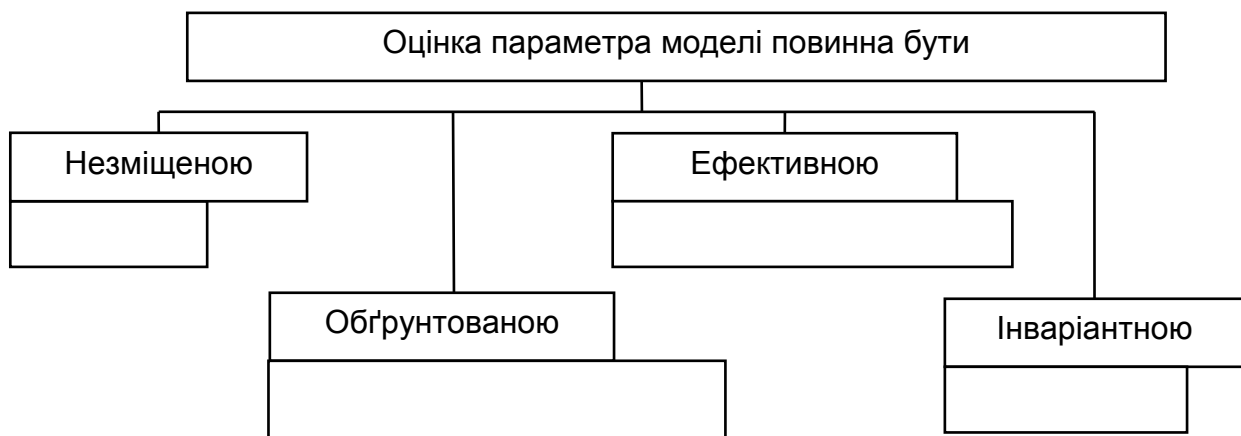 Оцінка параметра моделі повинна бути
Незміщеною
Ефективною
Обґрунтованою
Інваріантною